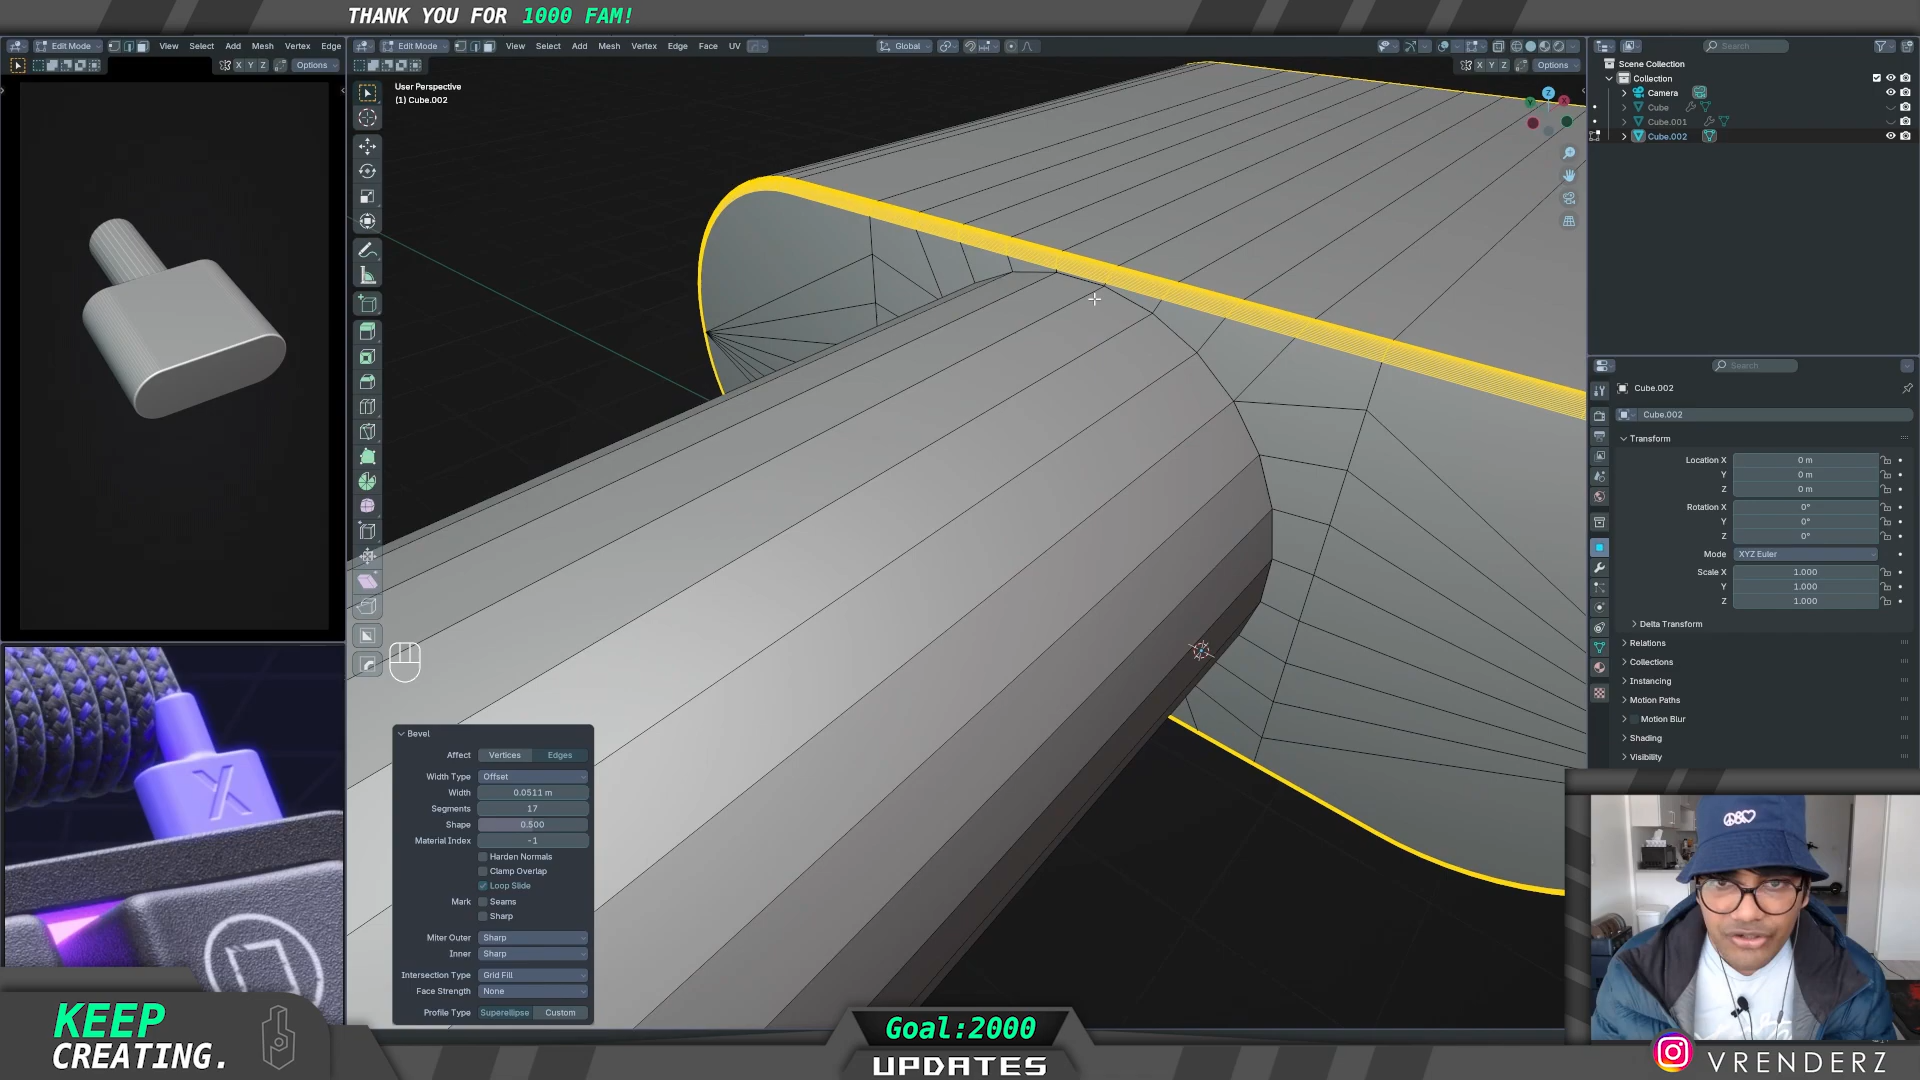 THANK YOU FOR 1000 FAM!
Edit Mode View Select Add Mesh Vertex Edge
X Y Z Options
Edit Mode View Select Add Mesh Vertex Edge Face UV
Global
X Y Z Options
User Perspective
(1) Cube.002
Search
Scene Collection
Collection
Camera
Cube
Cube.001
Cube.002
Search
Cube.002
Cube.002
Transform
Location X 0 m
Y 0 m
Z 0 m
Rotation X 0°
Y 0°
Z 0°
Mode XYZ Euler
Scale X 1.000
Y 1.000
Z 1.000
Delta Transform
Relations
Collections
Instancing
Motion Paths
Motion Blur
Shading
Visibility
Bevel
Affect Vertices Edges
Width Type Offset
Width 0.0511 m
Segments 17
Shape 0.500
Material Index -1
Harden Normals
Clamp Overlap
Loop Slide
Mark Seams
Sharp
Miter Outer Sharp
Inner Sharp
Intersection Type Grid Fill
Face Strength None
Profile Type Superellipse Custom
X
KEEP
CREATING.
Goal:2000
UPDATES
VRENDERZ